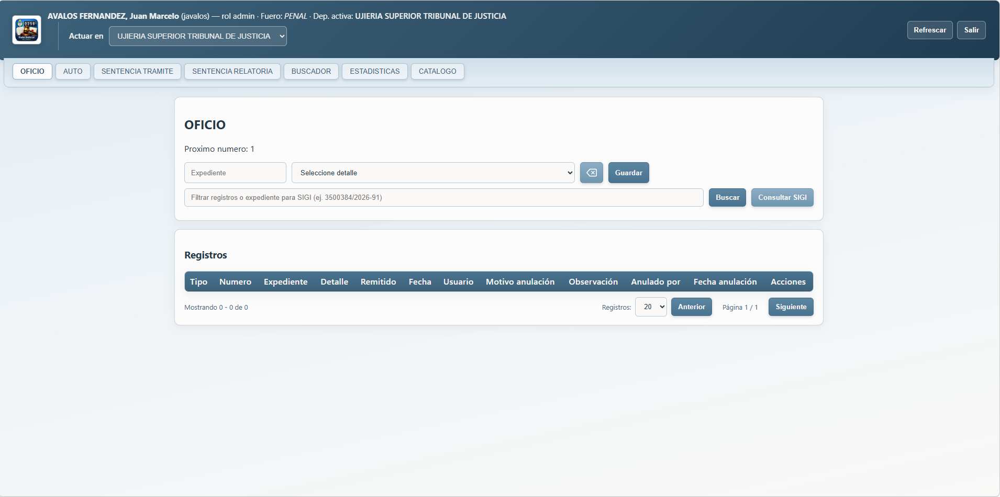 AVALOS FERNANDEZ, Juan Marcelo (javalos) — rol admin · Fuero: PENAL · Dep. activa: UJIERIA SUPERIOR TRIBUNAL DE JUSTICIA
0258
Poder Judicial
Actuar en UJIERIA SUPERIOR TRIBUNAL DE JUSTICIA
Refrescar Salir
OFICIO AUTO SENTENCIA TRAMITE SENTENCIA RELATORIA BUSCADOR ESTADISTICAS CATALOGO
OFICIO
Proximo numero: 1
Expediente Seleccione detalle Guardar
Filtrar registros o expediente para SIGI (ej. 3500384/2026-91) Buscar Consultar SIGI
Registros
Tipo Numero Expediente Detalle Remitido Fecha Usuario Motivo anulación Observación Anulado por Fecha anulación Acciones
Mostrando 0 - 0 de 0 Registros: 20 Anterior Página 1 / 1 Siguiente